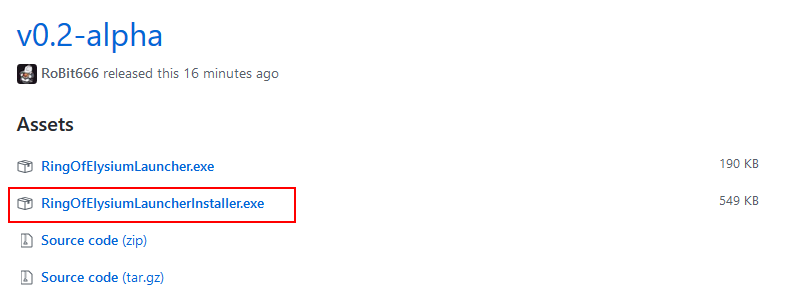 v0.2-alpha
RoBit666 released this 16 minutes ago
Assets
RingOfElysiumLauncher.exe 190 KB
RingOfElysiumLauncherInstaller.exe 549 KB
Source code (zip)
Source code (tar.gz)